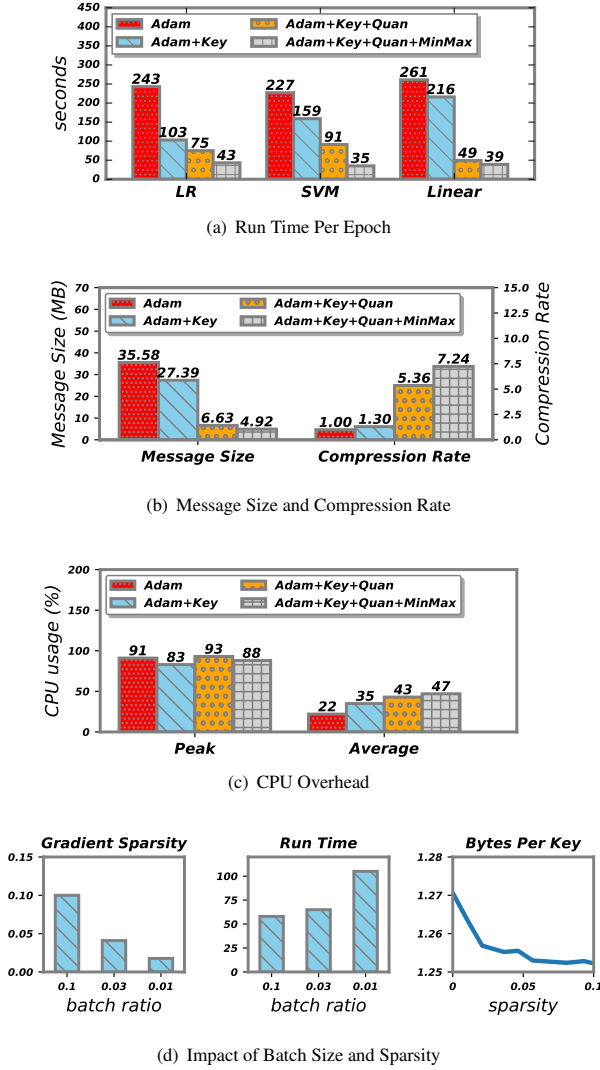 450
400
350
300
250
200
150
100
50
0
seconds
Adam
Adam+Key
Adam+Key+Quan
Adam+Key+Quan+MinMax
243
103
75
43
227
159
91
35
261
216
49
39
LR
SVM
Linear
(a) Run Time Per Epoch
70
60
50
40
30
20
10
0
Message Size (MB)
Adam
Adam+Key
Adam+Key+Quan
Adam+Key+Quan+MinMax
15.0
12.5
10.0
7.5
5.0
2.5
0.0
Compression Rate
35.58
27.39
6.63
4.92
1.00
1.30
5.36
7.24
Message Size
Compression Rate
(b) Message Size and Compression Rate
200
150
100
50
0
CPU usage (%)
Adam
Adam+Key
Adam+Key+Quan
Adam+Key+Quan+MinMax
91
83
93
88
22
35
43
47
Peak
Average
(c) CPU Overhead
Gradient Sparsity
0.15
0.10
0.05
0.00
0.1
0.03
0.01
batch ratio
Run Time
100
75
50
25
0
0.1
0.03
0.01
batch ratio
Bytes Per Key
1.28
1.27
1.26
1.25
0
0.05
0.1
sparsity
(d) Impact of Batch Size and Sparsity